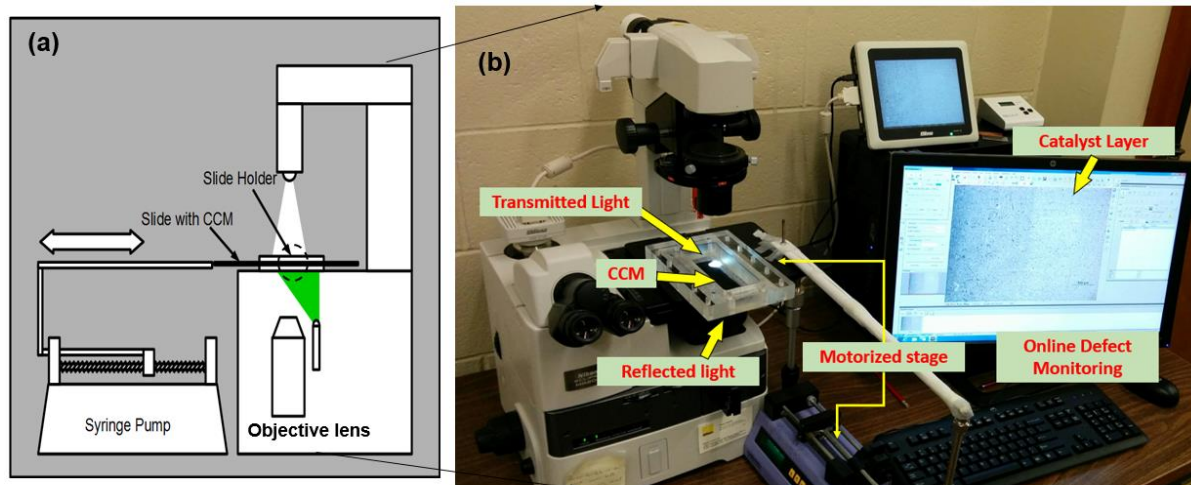 (a)
Slide Holder
Slide with CCM
Syringe Pump
Objective lens
(b)
Catalyst Layer
Transmitted Light
CCM
Reflected light
Motorized stage
Online Defect
Monitoring